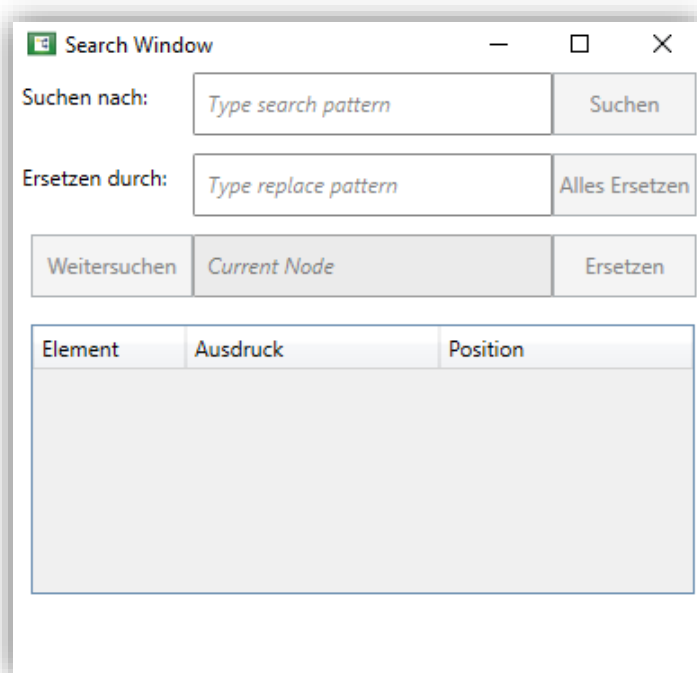 Search Window
Suchen nach: Type search pattern Suchen
Ersetzen durch: Type replace pattern Alles Ersetzen
Weitersuchen Current Node Ersetzen
Element Ausdruck Position